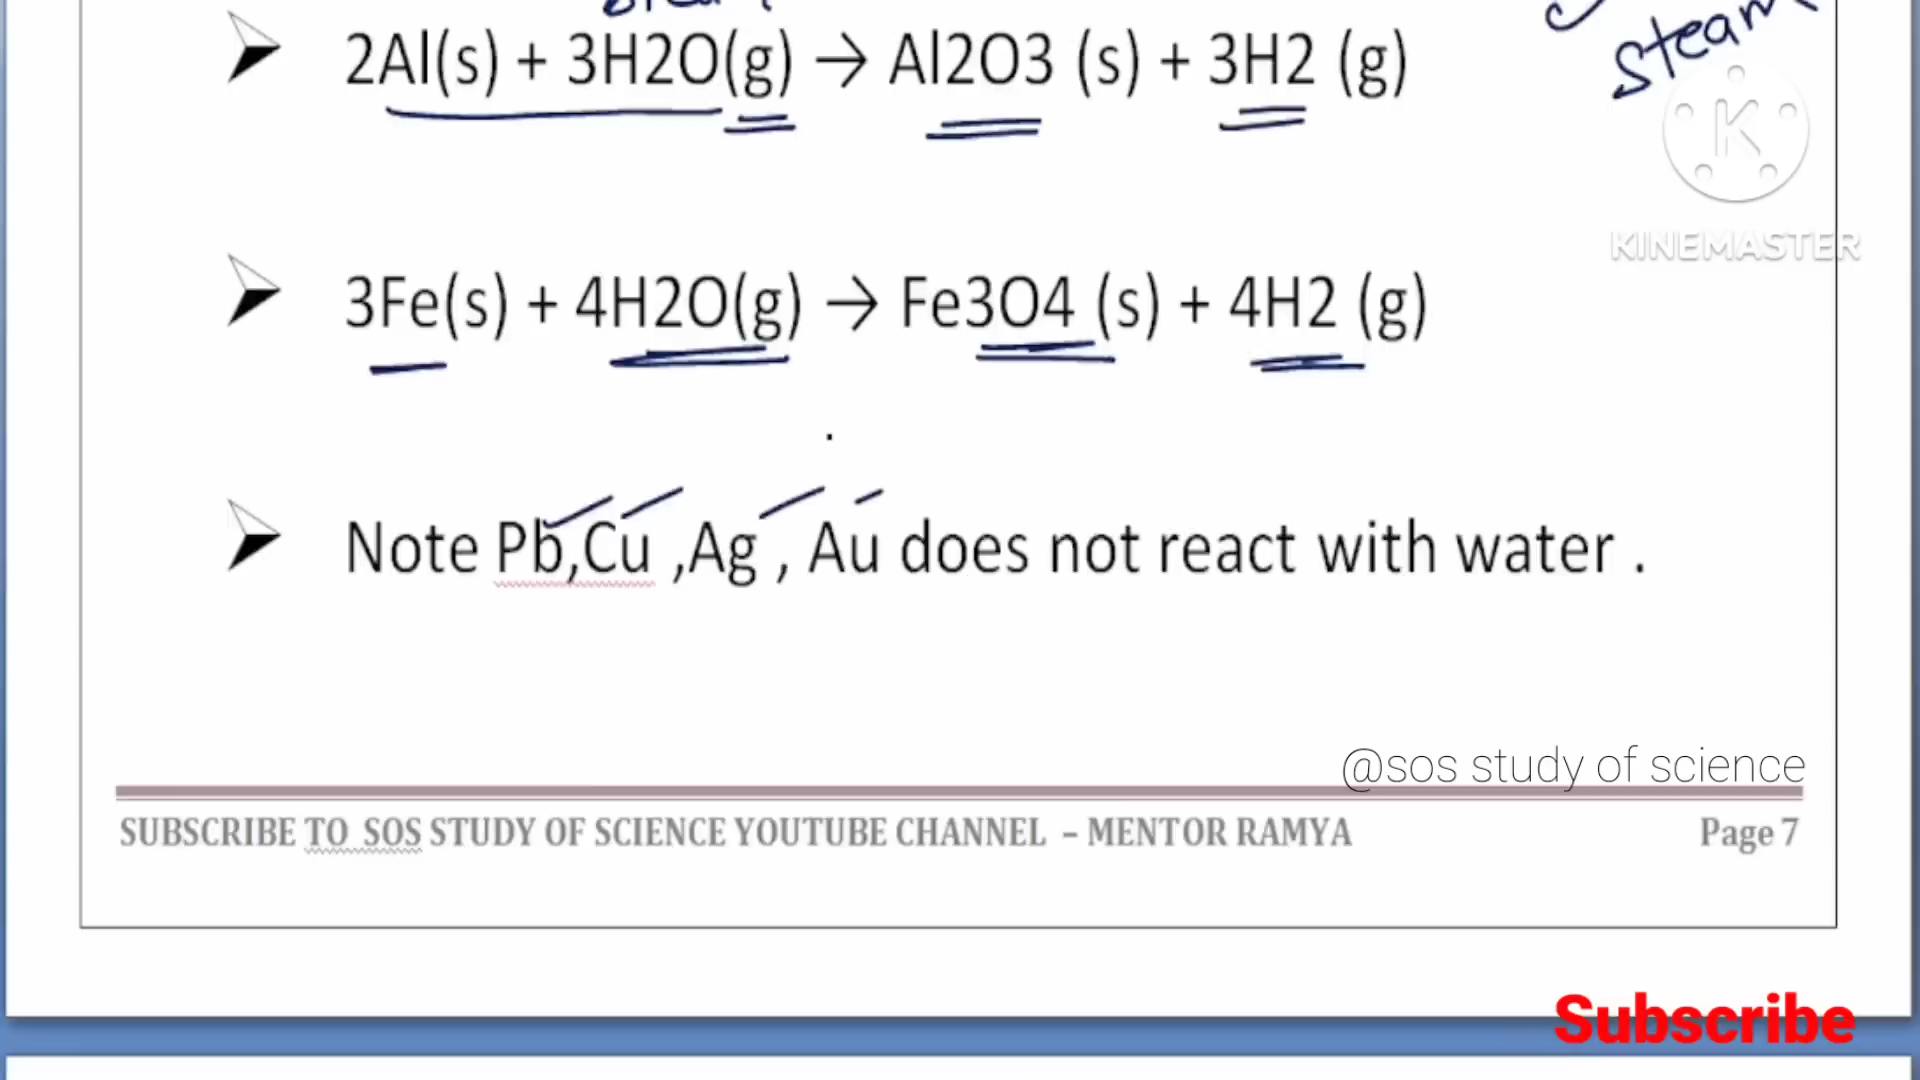 steam
2Al(s) + 3H2O(g) → Al2O3 (s) + 3H2 (g)
K
KINEMASTER
3Fe(s) + 4H2O(g) → Fe3O4 (s) + 4H2 (g)
Note Pb,Cu ,Ag , Au does not react with water .
@sos study of science
SUBSCRIBE TO SOS STUDY OF SCIENCE YOUTUBE CHANNEL – MENTOR RAMYA Page 7
Subscribe